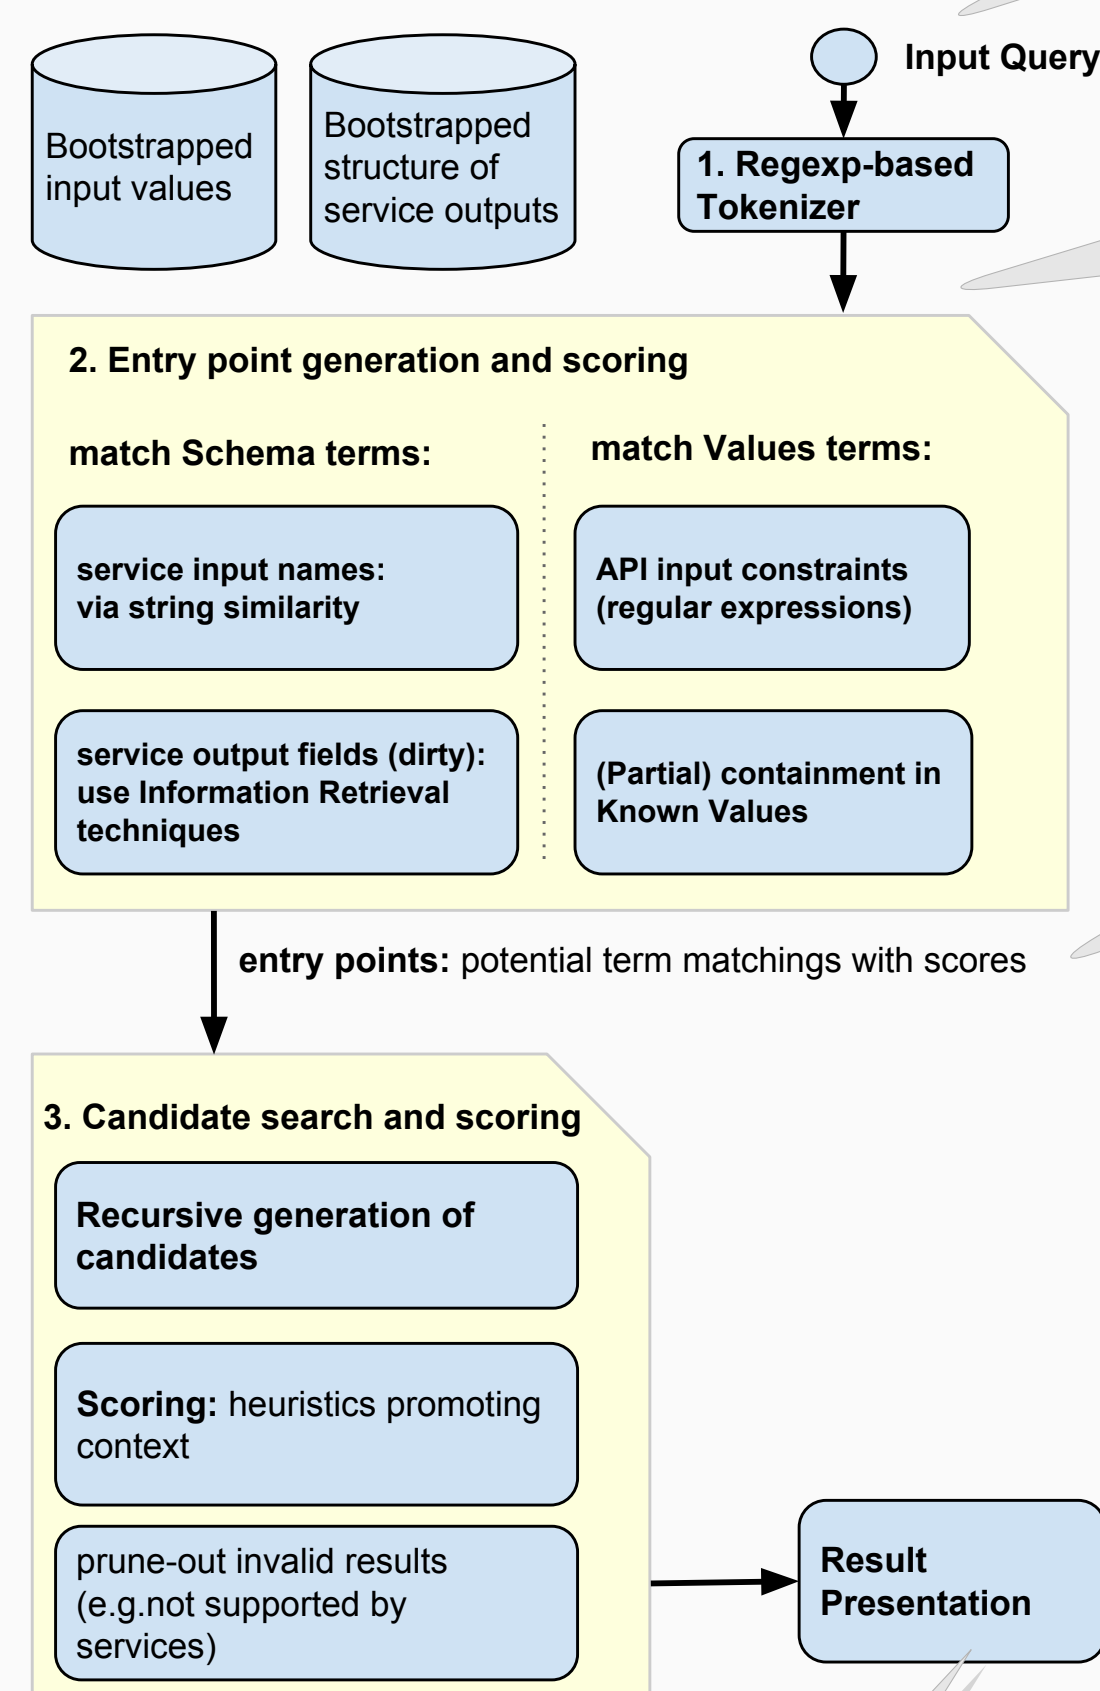 Bootstrapped
input values
Bootstrapped
structure of
service outputs
Input Query
1. Regexp-based
Tokenizer
2. Entry point generation and scoring
match Schema terms:
match Values terms:
service input names:
via string similarity
API input constraints
(regular expressions)
service output fields (dirty):
use Information Retrieval
techniques
(Partial) containment in
Known Values
entry points: potential term matchings with scores
3. Candidate search and scoring
Recursive generation of
candidates
Scoring: heuristics promoting
context
prune-out invalid results
(e.g.not supported by
services)
Result
Presentation